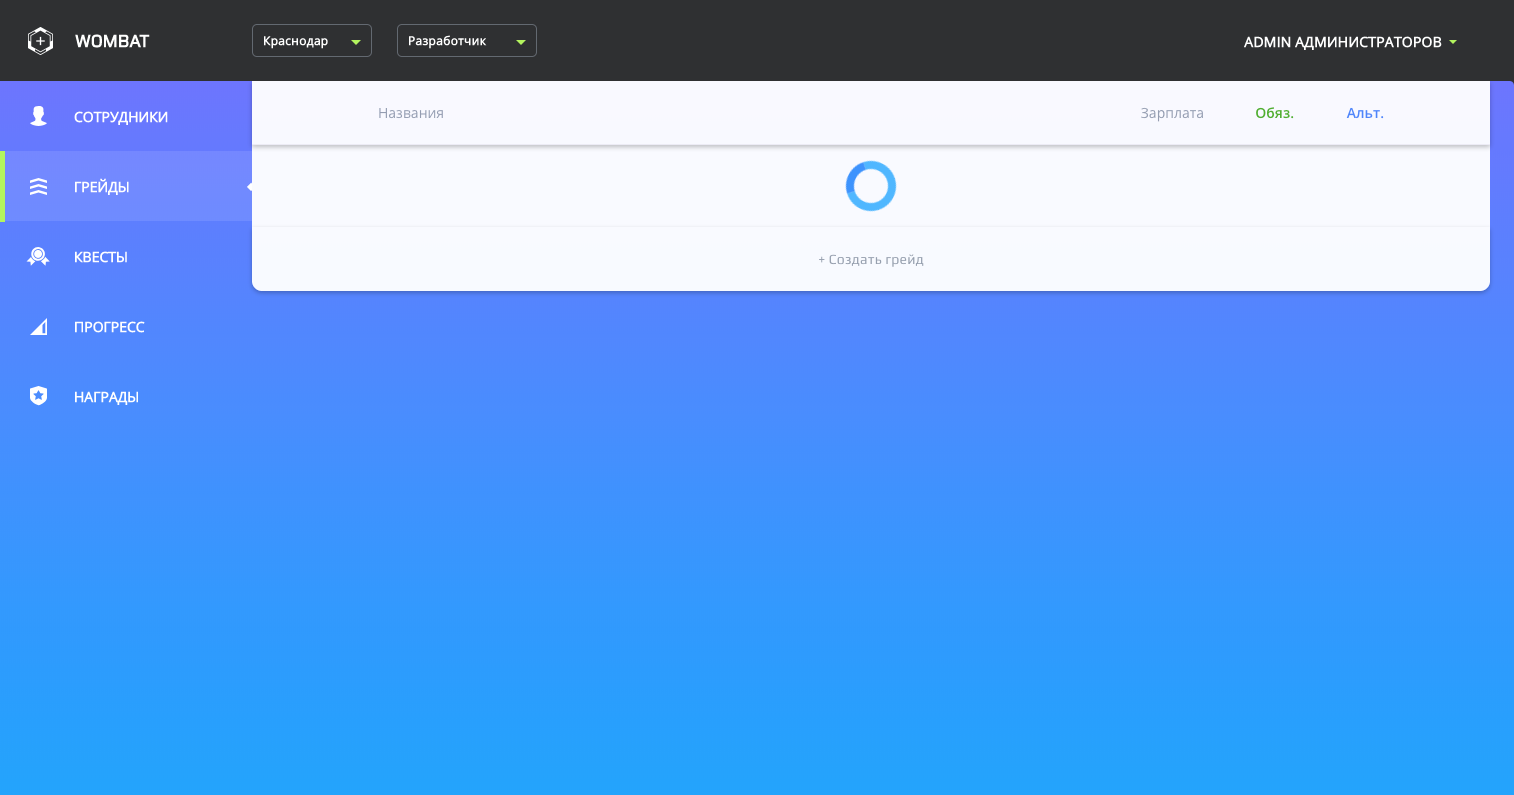 WOMBAT
Краснодар
Разработчик
ADMIN АДМИНИСТРАТОРОВ
СОТРУДНИКИ
ГРЕЙДЫ
КВЕСТЫ
ПРОГРЕСС
НАГРАДЫ
Названия
Зарплата
Обяз.
Альт.
+ Создать грейд